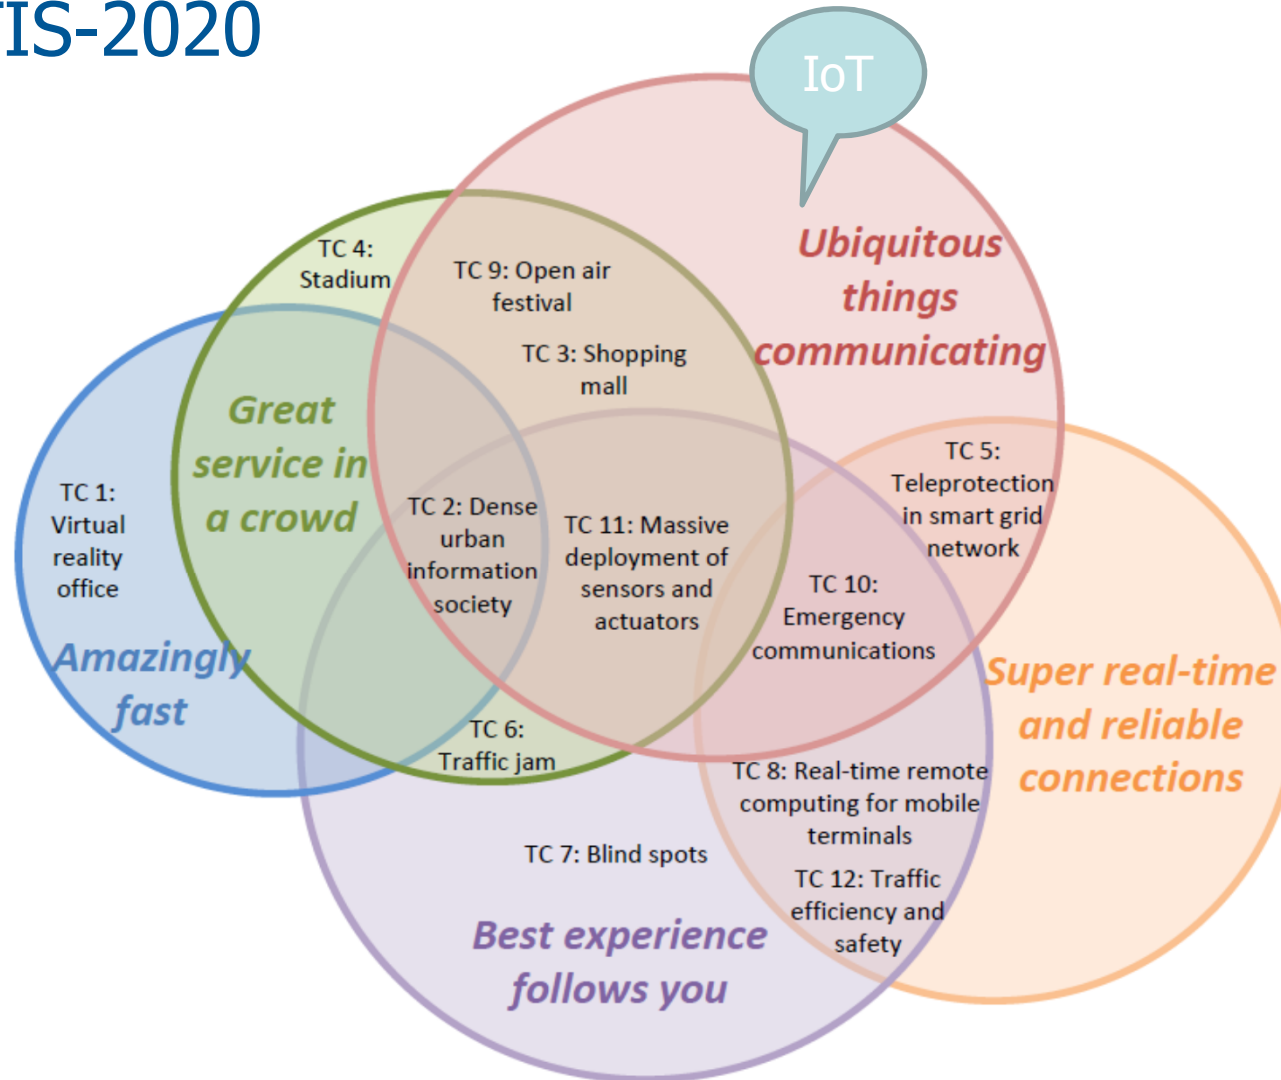 TIS-2020
IoT
Ubiquitous
things
communicating
TC 4:
Stadium
TC 9: Open air
festival
TC 3: Shopping
mall
Great
service in
a crowd
TC 1:
Virtual
reality
office
Amazingly
fast
TC 2: Dense
urban
information
society
TC 11: Massive
deployment of
sensors and
actuators
TC 5:
Teleprotection
in smart grid
network
TC 10:
Emergency
communications
Super real-time
and reliable
connections
TC 6:
Traffic jam
TC 8: Real-time remote
computing for mobile
terminals
TC 7: Blind spots
TC 12: Traffic
efficiency and
safety
Best experience
follows you